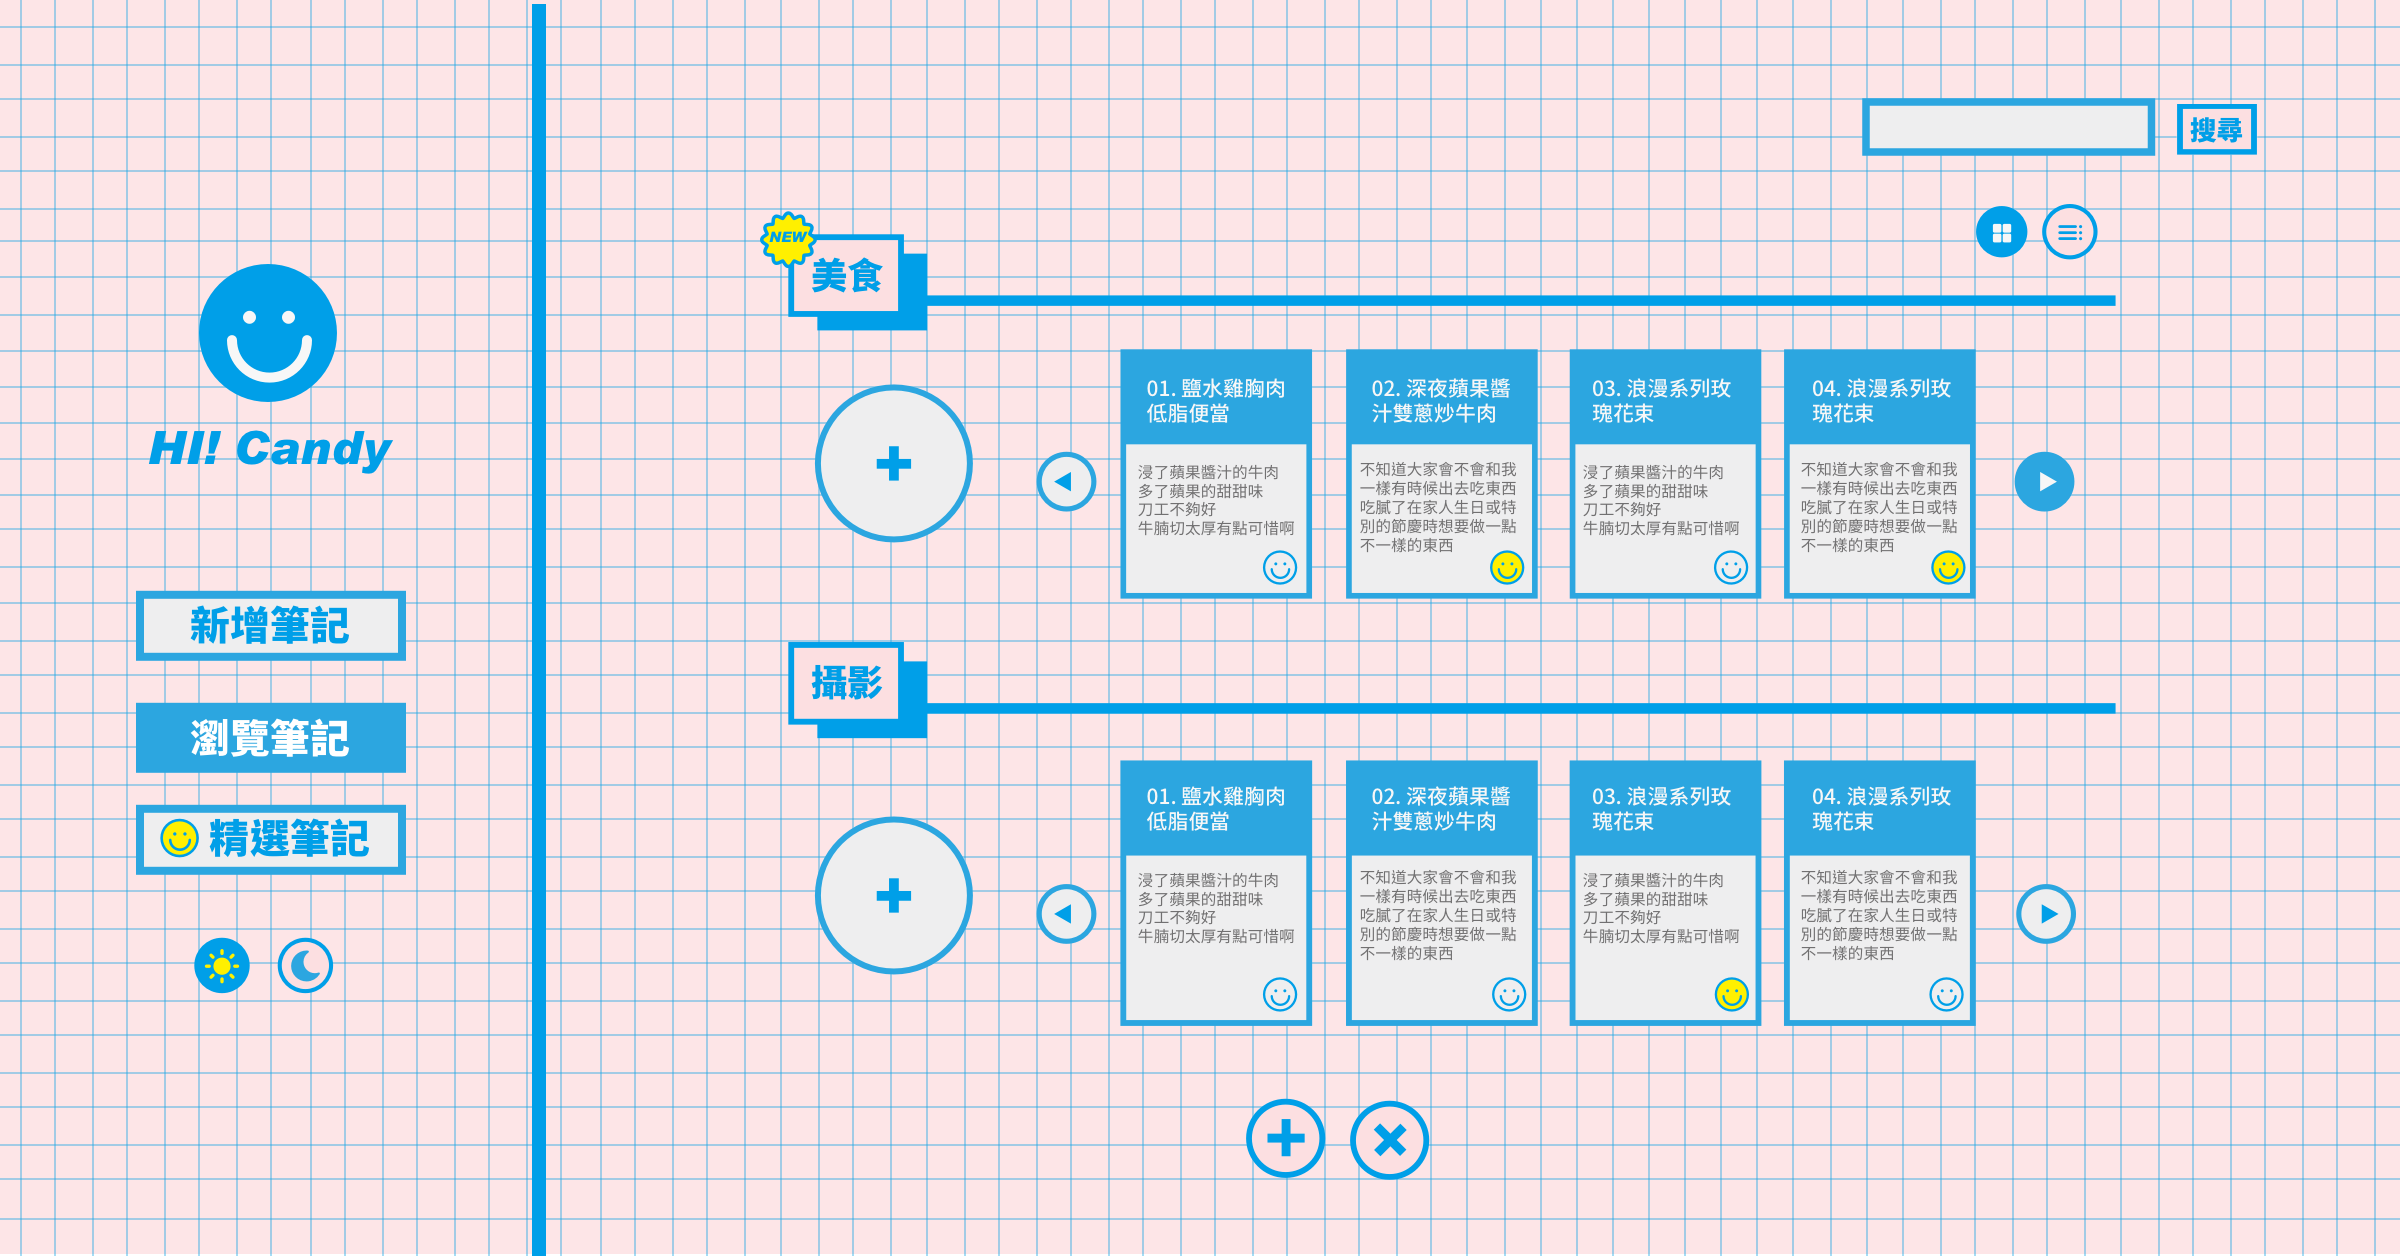 HI! Candy
新增筆記
瀏覽筆記
精選筆記
搜尋
NEW
美食
01. 鹽水雞胸肉
低脂便當
浸了蘋果醬汁的牛肉
多了蘋果的甜甜味
刀工不夠好
牛腩切太厚有點可惜啊
02. 深夜蘋果醬
汁雙蔥炒牛肉
不知道大家會不會和我
一樣有時候出去吃東西
吃膩了在家人生日或特
別的節慶時想要做一點
不一樣的東西
03. 浪漫系列玫
瑰花束
浸了蘋果醬汁的牛肉
多了蘋果的甜甜味
刀工不夠好
牛腩切太厚有點可惜啊
04. 浪漫系列玫
瑰花束
不知道大家會不會和我
一樣有時候出去吃東西
吃膩了在家人生日或特
別的節慶時想要做一點
不一樣的東西
攝影
01. 鹽水雞胸肉
低脂便當
浸了蘋果醬汁的牛肉
多了蘋果的甜甜味
刀工不夠好
牛腩切太厚有點可惜啊
02. 深夜蘋果醬
汁雙蔥炒牛肉
不知道大家會不會和我
一樣有時候出去吃東西
吃膩了在家人生日或特
別的節慶時想要做一點
不一樣的東西
03. 浪漫系列玫
瑰花束
浸了蘋果醬汁的牛肉
多了蘋果的甜甜味
刀工不夠好
牛腩切太厚有點可惜啊
04. 浪漫系列玫
瑰花束
不知道大家會不會和我
一樣有時候出去吃東西
吃膩了在家人生日或特
別的節慶時想要做一點
不一樣的東西